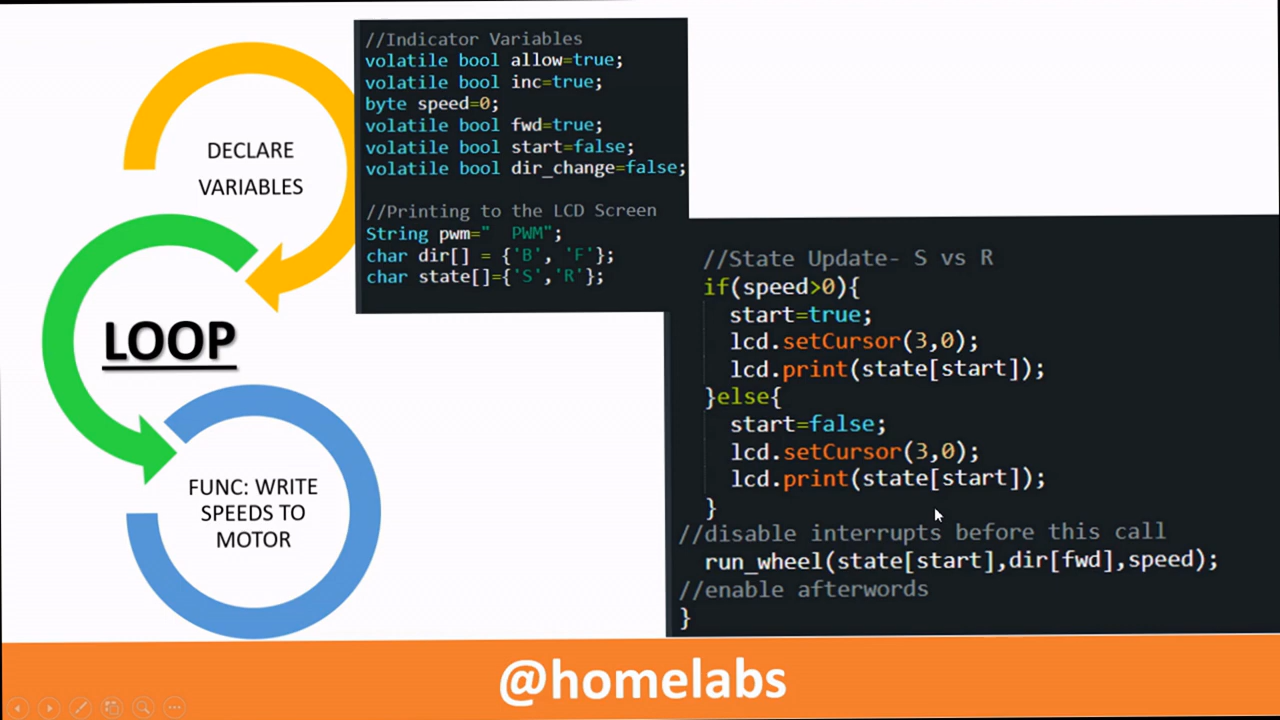 DECLARE
VARIABLES
LOOP
FUNC: WRITE
SPEEDS TO
MOTOR
//Indicator Variables
volatile bool allow=true;
volatile bool inc=true;
byte speed=0;
volatile bool fwd=true;
volatile bool start=false;
volatile bool dir_change=false;
//Printing to the LCD Screen
String pwm="  PWM";
char dir[] = {'B', 'F'};
char state[]={'S','R'};
//State Update- S vs R
if(speed>0){
start=true;
lcd.setCursor(3,0);
lcd.print(state[start]);
}else{
start=false;
lcd.setCursor(3,0);
lcd.print(state[start]);
}
//disable interrupts before this call
run_wheel(state[start],dir[fwd],speed);
//enable afterwords
}
@homelabs